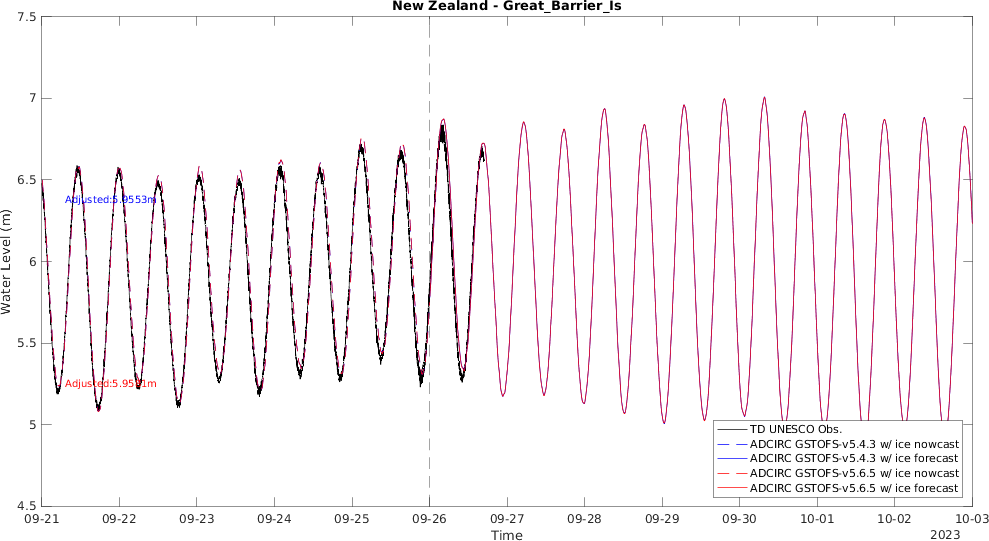 New Zealand - Great_Barrier_Is
7.5
7
6.5
6
5.5
5
4.5
Water Level (m)
Adjusted:5.9553m
TD UNESCO Obs.
ADCIRC GSTOFS-v5.4.3 w/ ice nowcast
ADCIRC GSTOFS-v5.4.3 w/ ice forecast
ADCIRC GSTOFS-v5.6.5 w/ ice nowcast
ADCIRC GSTOFS-v5.6.5 w/ ice forecast
09-21 09-22 09-23 09-24 09-25 09-26 09-27 09-28 09-29 09-30 10-01 10-02 10-03
Time
2023